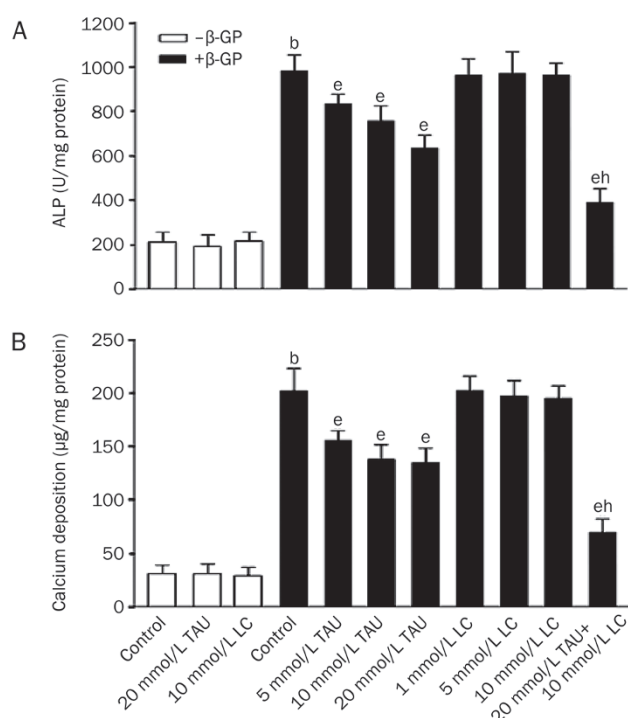 A
1200
1000
800
600
400
200
0
ALP (U/mg protein)
–β-GP
+β-GP
b
e
e
e
eh
B
250
200
150
100
50
0
Calcium deposition (µg/mg protein)
b
e
e
e
eh
Control
20 mmol/L TAU
10 mmol/L LC
Control
5 mmol/L TAU
10 mmol/L TAU
20 mmol/L TAU
1 mmol/L LC
5 mmol/L LC
10 mmol/L LC
20 mmol/L TAU+
10 mmol/L LC